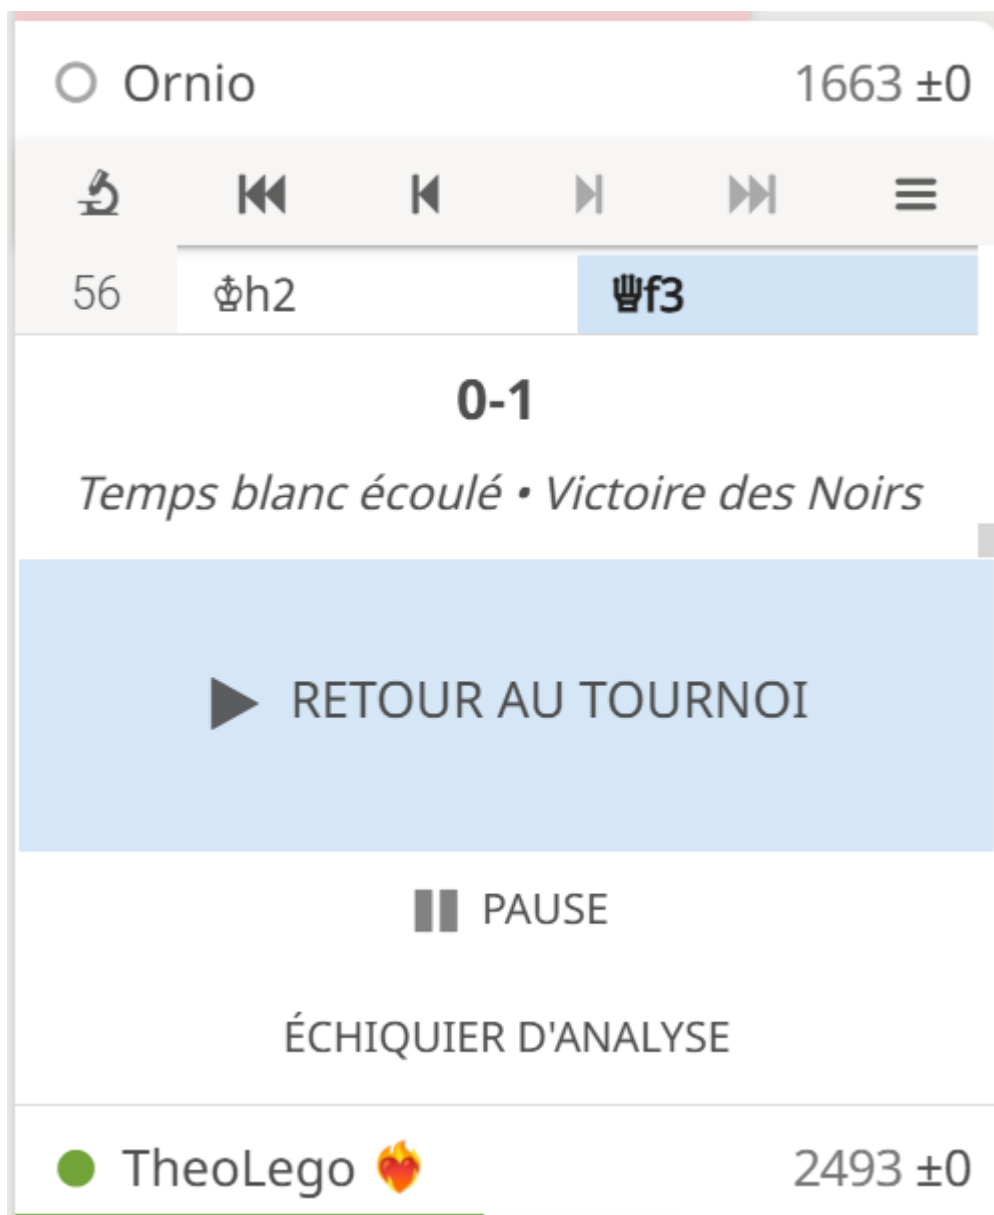 Ornio 1663 ±0
56 ♔h2 ♛f3
0-1
Temps blanc écoulé • Victoire des Noirs
RETOUR AU TOURNOI
PAUSE
ÉCHIQUIER D'ANALYSE
TheoLego ❤️‍🔥 2493 ±0